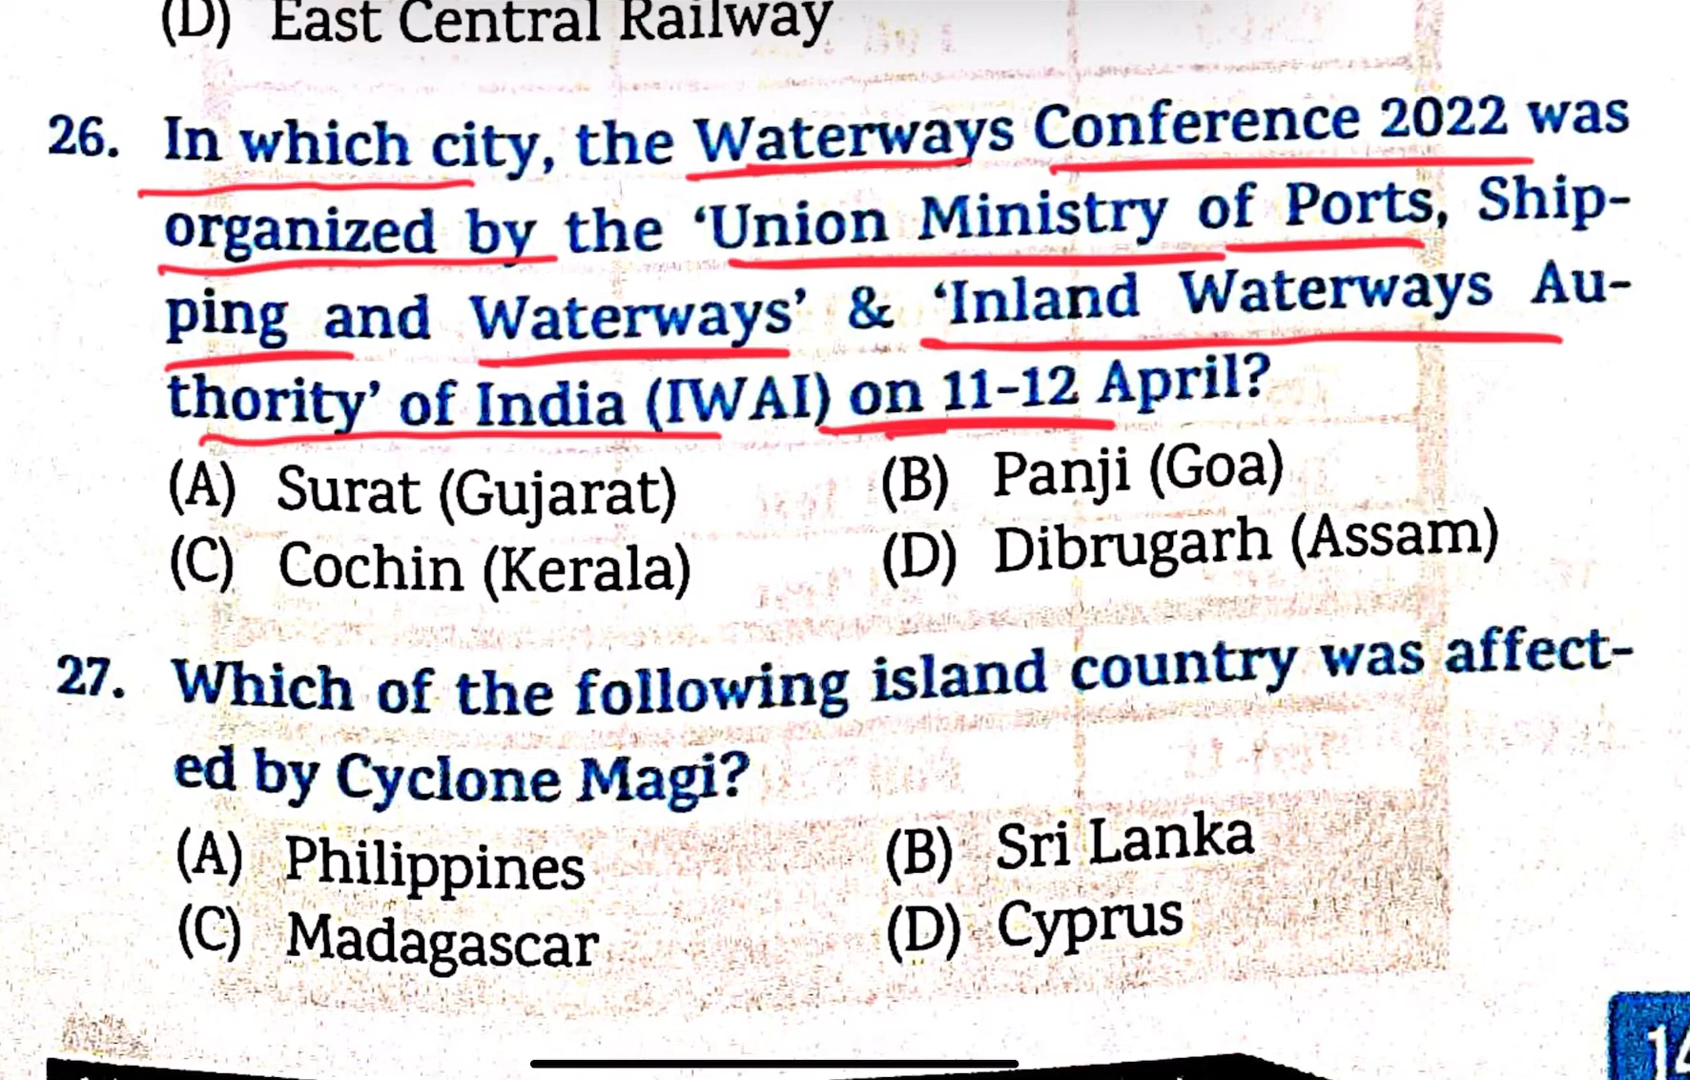 (D) East Central Railway
26. In which city, the Waterways Conference 2022 was
organized by the ‘Union Ministry of Ports, Ship-
ping and Waterways’ & ‘Inland Waterways Au-
thority’ of India (IWAI) on 11-12 April?
(A) Surat (Gujarat) (B) Panji (Goa)
(C) Cochin (Kerala) (D) Dibrugarh (Assam)
27. Which of the following island country was affect-
ed by Cyclone Magi?
(A) Philippines (B) Sri Lanka
(C) Madagascar (D) Cyprus